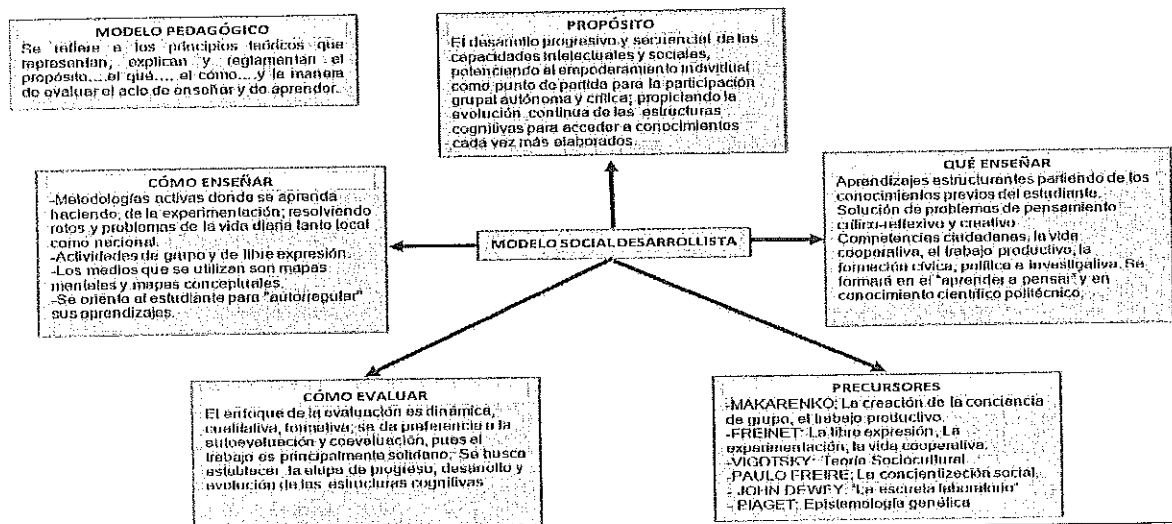 MODELO PEDAGÓGICO
Se refiere a los principios teóricos que
representan, explican y reglamentan el
propósito....el qué.... el cómo....y la manera
de evaluar el acto de enseñar y de aprender.
PROPÓSITO
El desarrollo progresivo y secuencial de las
capacidades intelectuales y sociales,
potenciando el empoderamiento individual
como punto de partida para la participación
grupal autónoma y crítica; propiciando la
evolución continua de las estructuras
cognitivas para acceder a conocimientos
cada vez más elaborados.
CÓMO ENSEÑAR
-Metodologías activas donde se aprenda
haciendo, de la experimentación; resolviendo
retos y problemas de la vida diaria tanto local
como nacional.
-Actividades de grupo y de libre expresión.
-Los medios que se utilizan son mapas
mentales y mapas conceptuales.
-Se orienta al estudiante para "autorregular"
sus aprendizajes.
MODELO SOCIAL DESARROLLISTA
QUÉ ENSEÑAR
Aprendizajes estructurantes partiendo de los
conocimientos previos del estudiante.
Solución de problemas de pensamiento
crítico-reflexivo y creativo
Competencias ciudadanas, la vida
cooperativa, el trabajo productivo, la
formación cívica, política e investigativa. Se
formará en el "aprender a pensar" y en
conocimiento científico politécnico.
CÓMO EVALUAR
El enfoque de la evaluación es dinámica,
cualitativa, formativa; se da preferencia a la
autoevaluación y coevaluación, pues el
trabajo es principalmente solidario; Se busca
establecer la etapa de progreso, desarrollo y
evolución de las estructuras cognitivas
PRECURSORES
-MAKARENKO: La creación de la conciencia
de grupo, el trabajo productivo.
-FREINET: La libre expresión, La
experimentación, la vida cooperativa.
-VIGOTSKY: Teoría Sociocultural.
-PAULO FREIRE: La concientización social.
- JOHN DEWEY: "La escuela laboratorio"
- PIAGET: Epistemología genética